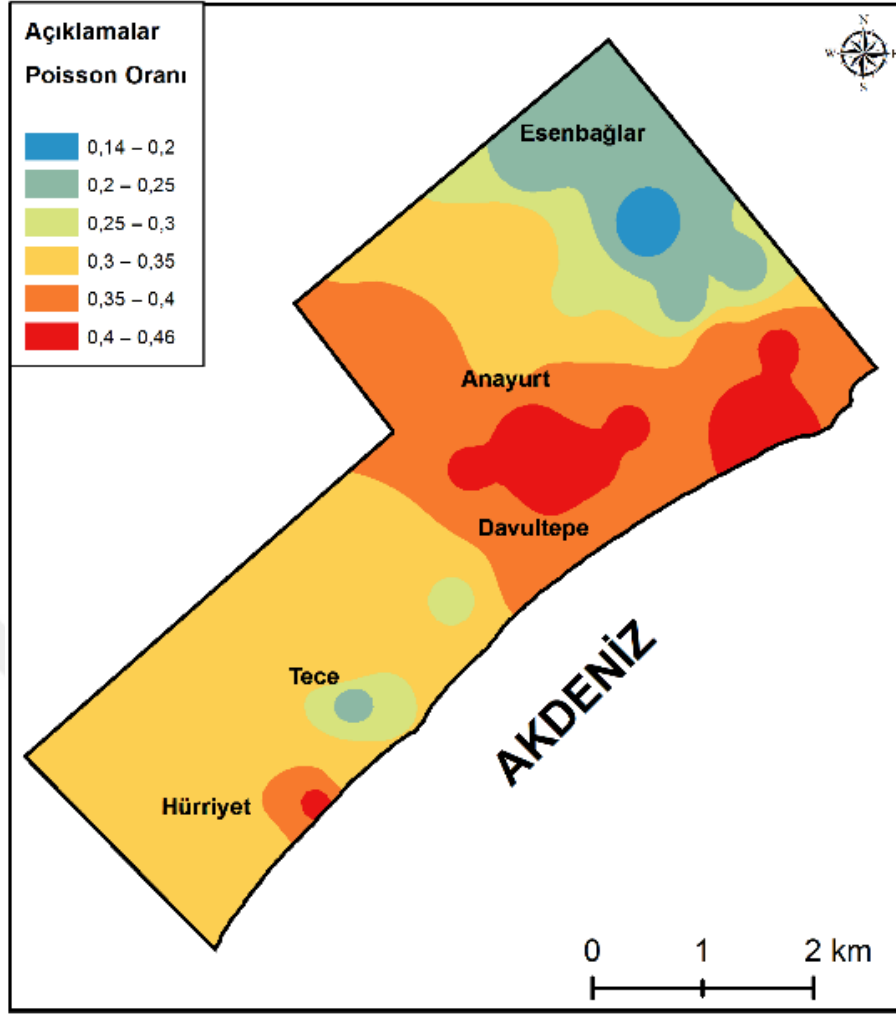 Açıklamalar
Poisson Oranı
0,14 – 0,2
0,2 – 0,25
0,25 – 0,3
0,3 – 0,35
0,35 – 0,4
0,4 – 0,46
N
W
E
S
Esenbağlar
Anayurt
Davultepe
Tece
Hürriyet
AKDENİZ
0 1 2 km